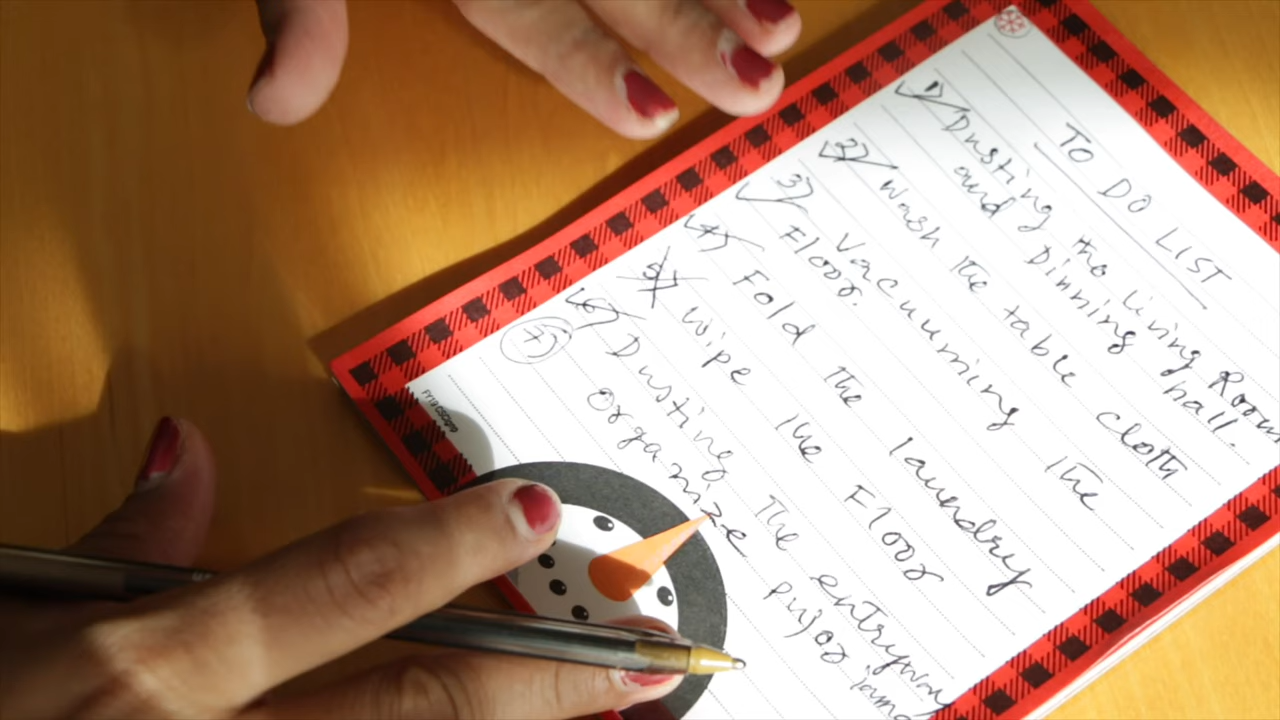 TO DO LIST
1) Dusting the living Room
and Dinning hall.
2) Wash the table cloth
3) Vacuuming the
Floor.
4) Fold the laundry
5) Wipe the Floor
6) Dusting the entryway
7) Organize